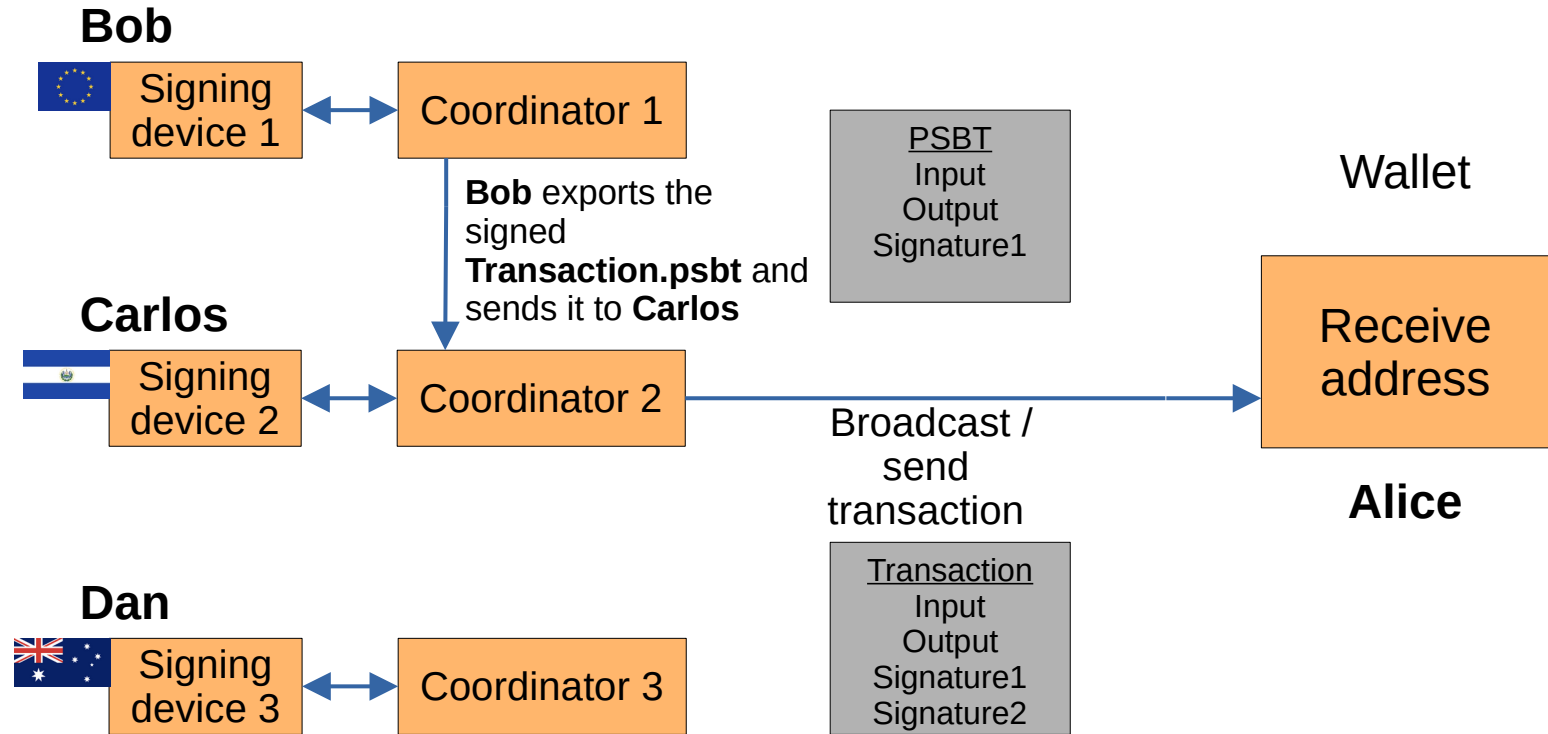 Bob
Signing
device 1
Coordinator 1
Bob exports the
signed
Transaction.psbt and
sends it to Carlos
PSBT
Input
Output
Signature1
Wallet
Carlos
Signing
device 2
Coordinator 2
Broadcast /
send
transaction
Receive
address
Alice
Dan
Signing
device 3
Coordinator 3
Transaction
Input
Output
Signature1
Signature2